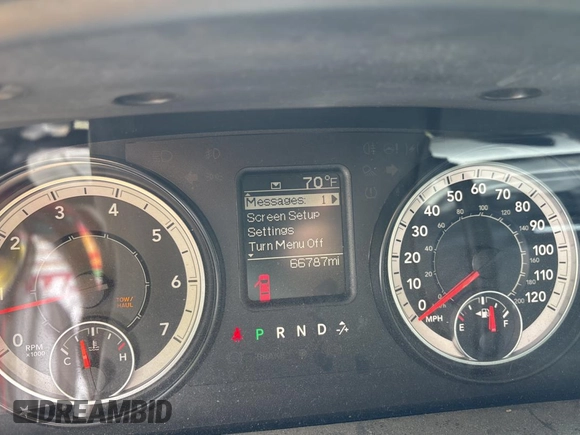 70°F
Messages: 1
Screen Setup
Settings
Turn Menu Off
66787mi
P R N D
0 1 2 3 4 5 6 7
RPM
x1000
TOW/
HAUL
C H
0 10 20 30 40 50 60 70 80 90 100 110 120
MPH
E F
DREAMBID